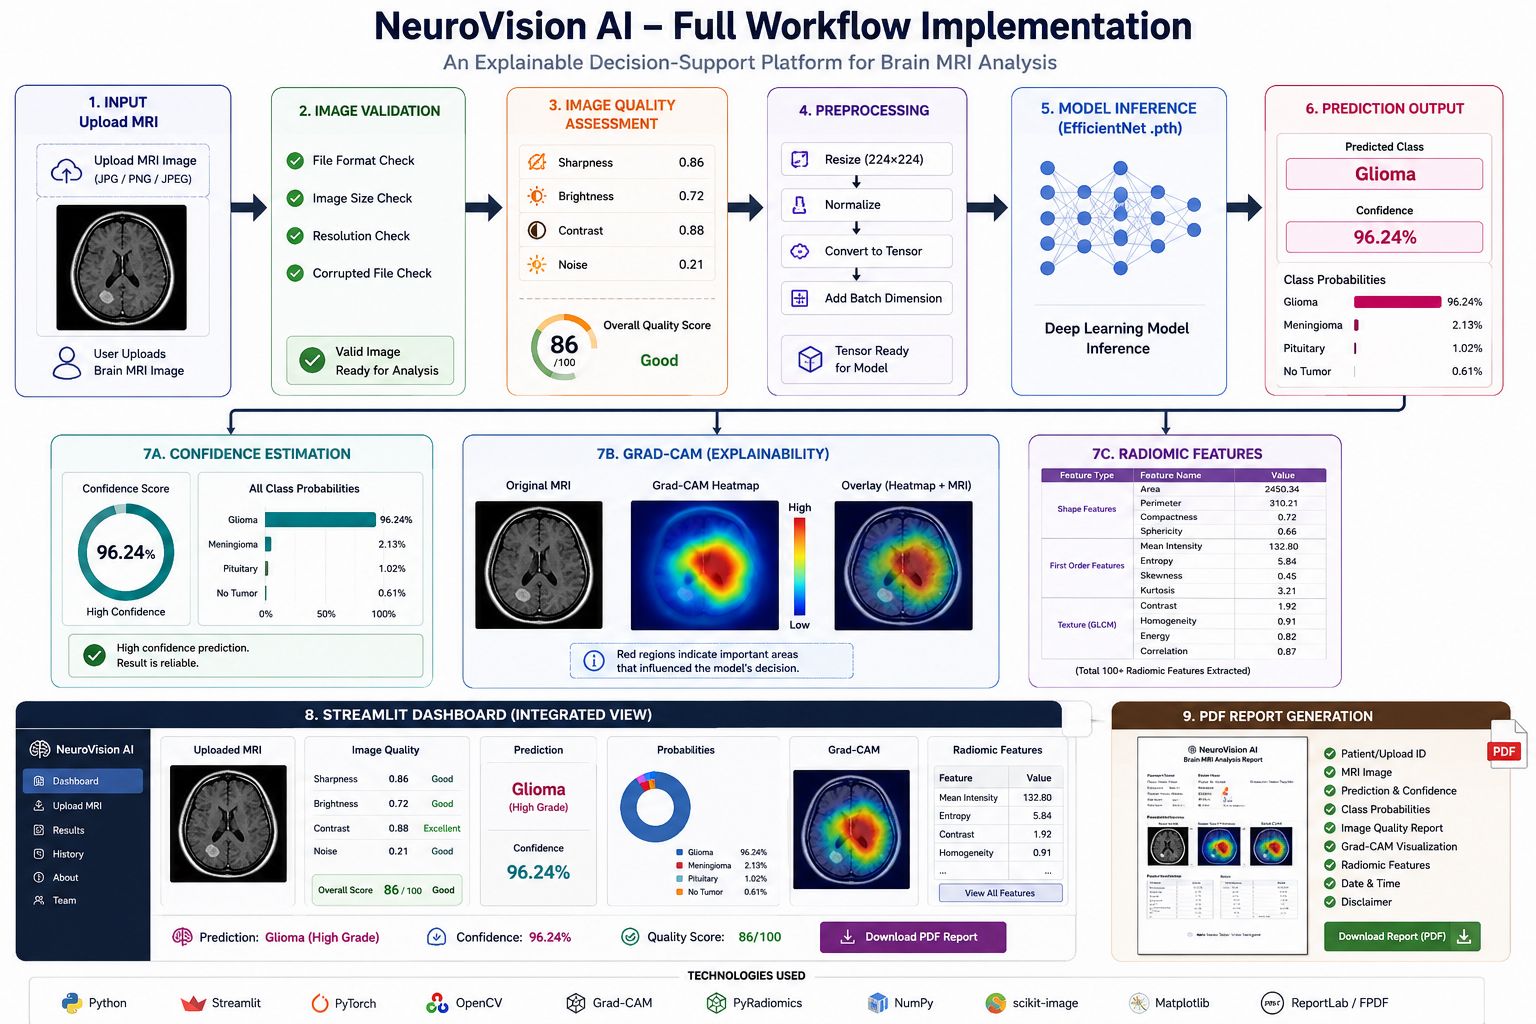 NeuroVision AI – Full Workflow Implementation
An Explainable Decision-Support Platform for Brain MRI Analysis
1. INPUT
Upload MRI
Upload MRI Image
(JPG / PNG / JPEG)
User Uploads
Brain MRI Image
2. IMAGE VALIDATION
File Format Check
Image Size Check
Resolution Check
Corrupted File Check
Valid Image
Ready for Analysis
3. IMAGE QUALITY
ASSESSMENT
Sharpness 0.86
Brightness 0.72
Contrast 0.88
Noise 0.21
Overall Quality Score
86
/100
Good
4. PREPROCESSING
Resize (224×224)
Normalize
Convert to Tensor
Add Batch Dimension
Tensor Ready
for Model
5. MODEL INFERENCE
(EfficientNet .pth)
Deep Learning Model
Inference
6. PREDICTION OUTPUT
Predicted Class
Glioma
Confidence
96.24%
Class Probabilities
Glioma 96.24%
Meningioma 2.13%
Pituitary 1.02%
No Tumor 0.61%
7A. CONFIDENCE ESTIMATION
Confidence Score
96.24%
High Confidence
All Class Probabilities
Glioma 96.24%
Meningioma 2.13%
Pituitary 1.02%
No Tumor 0.61%
0% 50% 100%
High confidence prediction.
Result is reliable.
7B. GRAD-CAM (EXPLAINABILITY)
Original MRI
Grad-CAM Heatmap
High
Low
Overlay (Heatmap + MRI)
Red regions indicate important areas
that influenced the model's decision.
7C. RADIOMIC FEATURES
Feature Type Feature Name Value
Shape Features
Area 2450.34
Perimeter 310.21
Compactness 0.72
Sphericity 0.66
First Order Features
Mean Intensity 132.80
Entropy 5.84
Skewness 0.45
Kurtosis 3.21
Texture (GLCM)
Contrast 1.92
Homogeneity 0.91
Energy 0.82
Correlation 0.87
(Total 100+ Radiomic Features Extracted)
8. STREAMLIT DASHBOARD (INTEGRATED VIEW)
NeuroVision AI
Dashboard
Upload MRI
Results
History
About
Team
Uploaded MRI
Image Quality
Sharpness 0.86 Good
Brightness 0.72 Good
Contrast 0.88 Excellent
Noise 0.21 Good
Overall Score 86 / 100 Good
Prediction
Glioma
(High Grade)
Confidence
96.24%
Probabilities
Glioma 96.24%
Meningioma 2.13%
Pituitary 1.02%
No Tumor 0.61%
Grad-CAM
Radiomic Features
Feature Value
Mean Intensity 132.80
Entropy 5.84
Contrast 1.92
Homogeneity 0.91
... ...
View All Features
Prediction: Glioma (High Grade)
Confidence: 96.24%
Quality Score: 86/100
Download PDF Report
9. PDF REPORT GENERATION
PDF
NeuroVision AI
Brain MRI Analysis Report
Patient/Upload ID
MRI Image
Prediction & Confidence
Class Probabilities
Image Quality Report
Grad-CAM Visualization
Radiomic Features
Date & Time
Disclaimer
Download Report (PDF)
TECHNOLOGIES USED
Python
Streamlit
PyTorch
OpenCV
Grad-CAM
PyRadiomics
NumPy
scikit-image
Matplotlib
ReportLab / FPDF